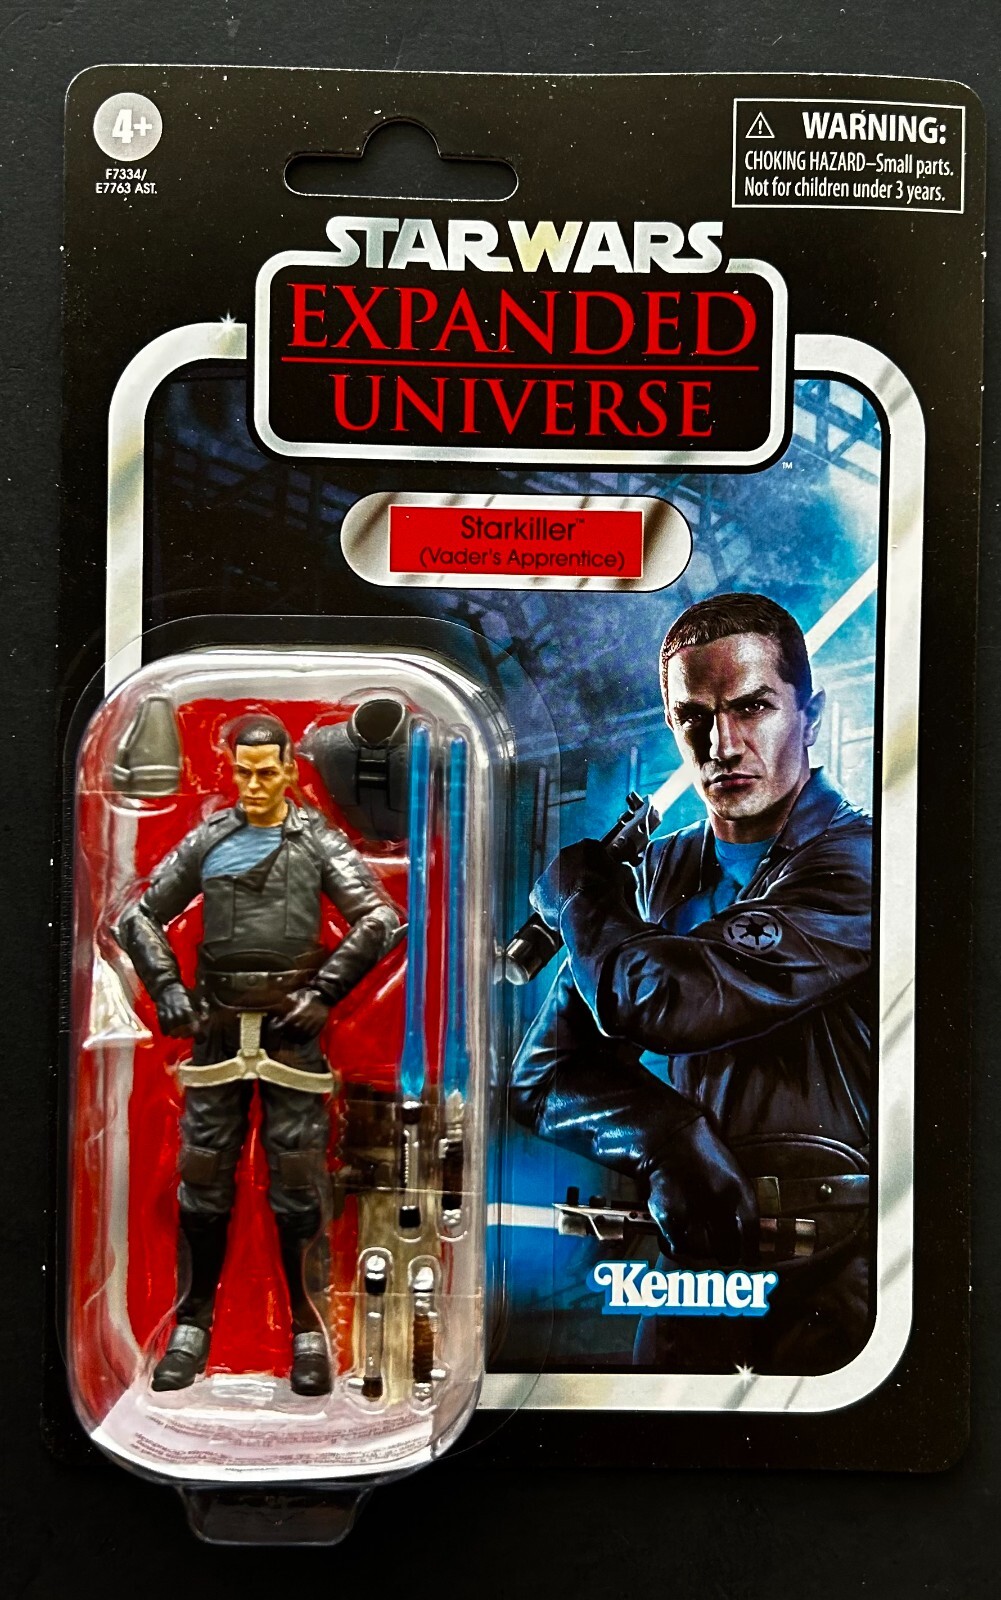 4+
F7334/
E7763 AST.
⚠ WARNING:
CHOKING HAZARD–Small parts.
Not for children under 3 years.
STAR WARS
EXPANDED
UNIVERSE
™
Starkiller™
(Vader's Apprentice)
Kenner